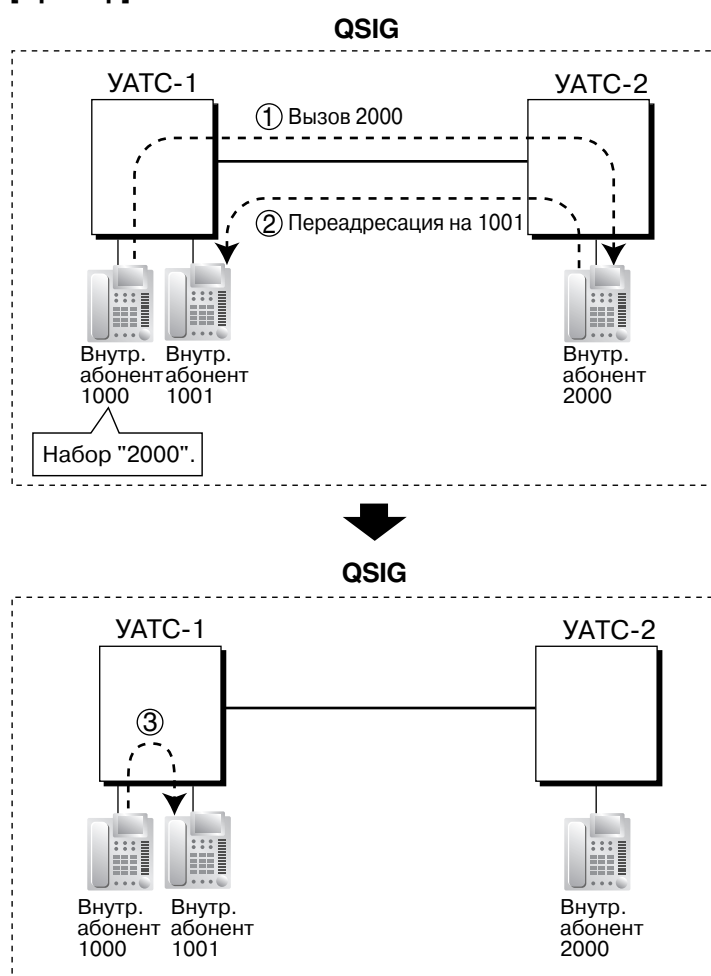 QSIG
УАТС-1
УАТС-2
① Вызов 2000
② Переадресация на 1001
Внутр.
абонент
1000
Внутр.
абонент
1001
Внутр.
абонент
2000
Набор "2000".
QSIG
УАТС-1
УАТС-2
③
Внутр.
абонент
1000
Внутр.
абонент
1001
Внутр.
абонент
2000